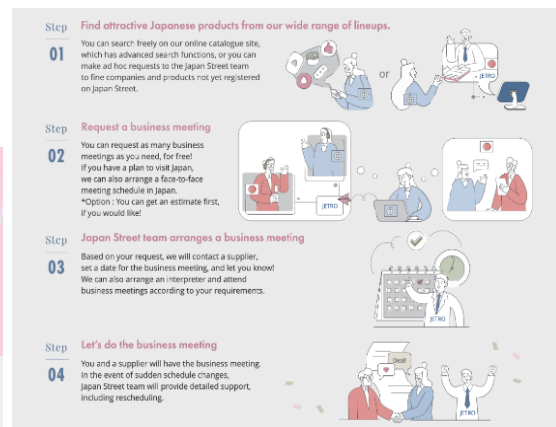 Step
01
Find attractive Japanese products from our wide range of lineups.
You can search freely on our online catalogue site,
which has advanced search functions, or you can
make ad hoc requests to the Japan Street team
to fine companies and products not yet registered
on Japan Street.
or
JETRO
Step
02
Request a business meeting
You can request as many business
meetings as you need, for free!
If you have a plan to visit Japan,
we can also arrange a face-to-face
meeting schedule in Japan.
*Option : You can get an estimate first,
if you would like!
JETRO
Step
03
Japan Street team arranges a business meeting
Based on your request, we will contact a supplier,
set a date for the business meeting, and let you know!
We can also arrange an interpreter and attend
business meetings according to your requirements.
JETRO
Step
04
Let's do the business meeting
You and a supplier will have the business meeting.
In the event of sudden schedule changes,
Japan Street team will provide detailed support,
including rescheduling.
Deal!
JETRO